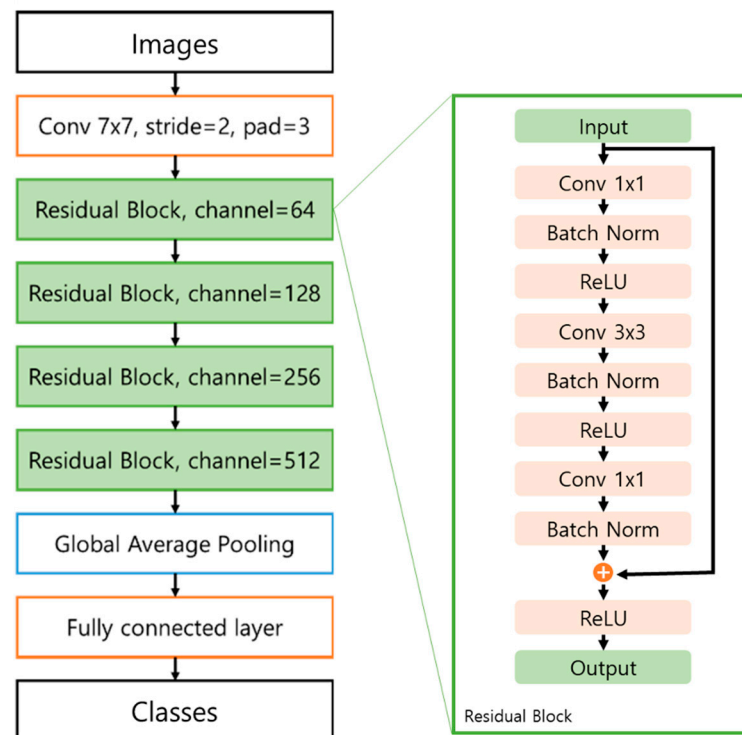 Images
Conv 7x7, stride=2, pad=3
Residual Block, channel=64
Residual Block, channel=128
Residual Block, channel=256
Residual Block, channel=512
Global Average Pooling
Fully connected layer
Classes
Input
Conv 1x1
Batch Norm
ReLU
Conv 3x3
Batch Norm
ReLU
Conv 1x1
Batch Norm
+
ReLU
Output
Residual Block